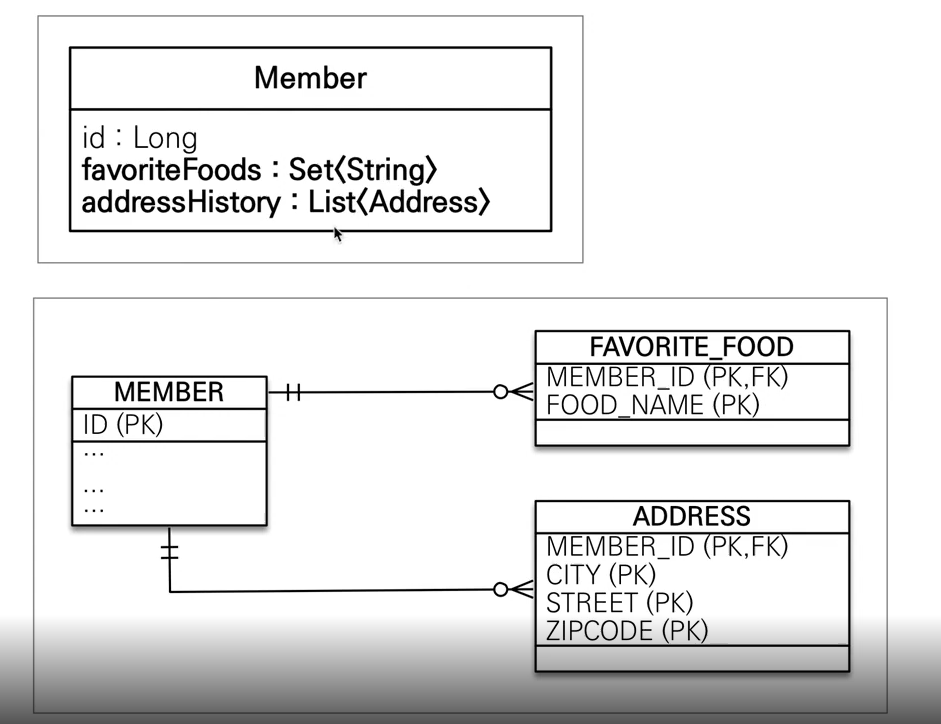 Member
id : Long
favoriteFoods : Set<String>
addressHistory : List<Address>
FAVORITE_FOOD
MEMBER_ID (PK,FK)
FOOD_NAME (PK)
MEMBER
ID (PK)
...
...
...
ADDRESS
MEMBER_ID (PK,FK)
CITY (PK)
STREET (PK)
ZIPCODE (PK)